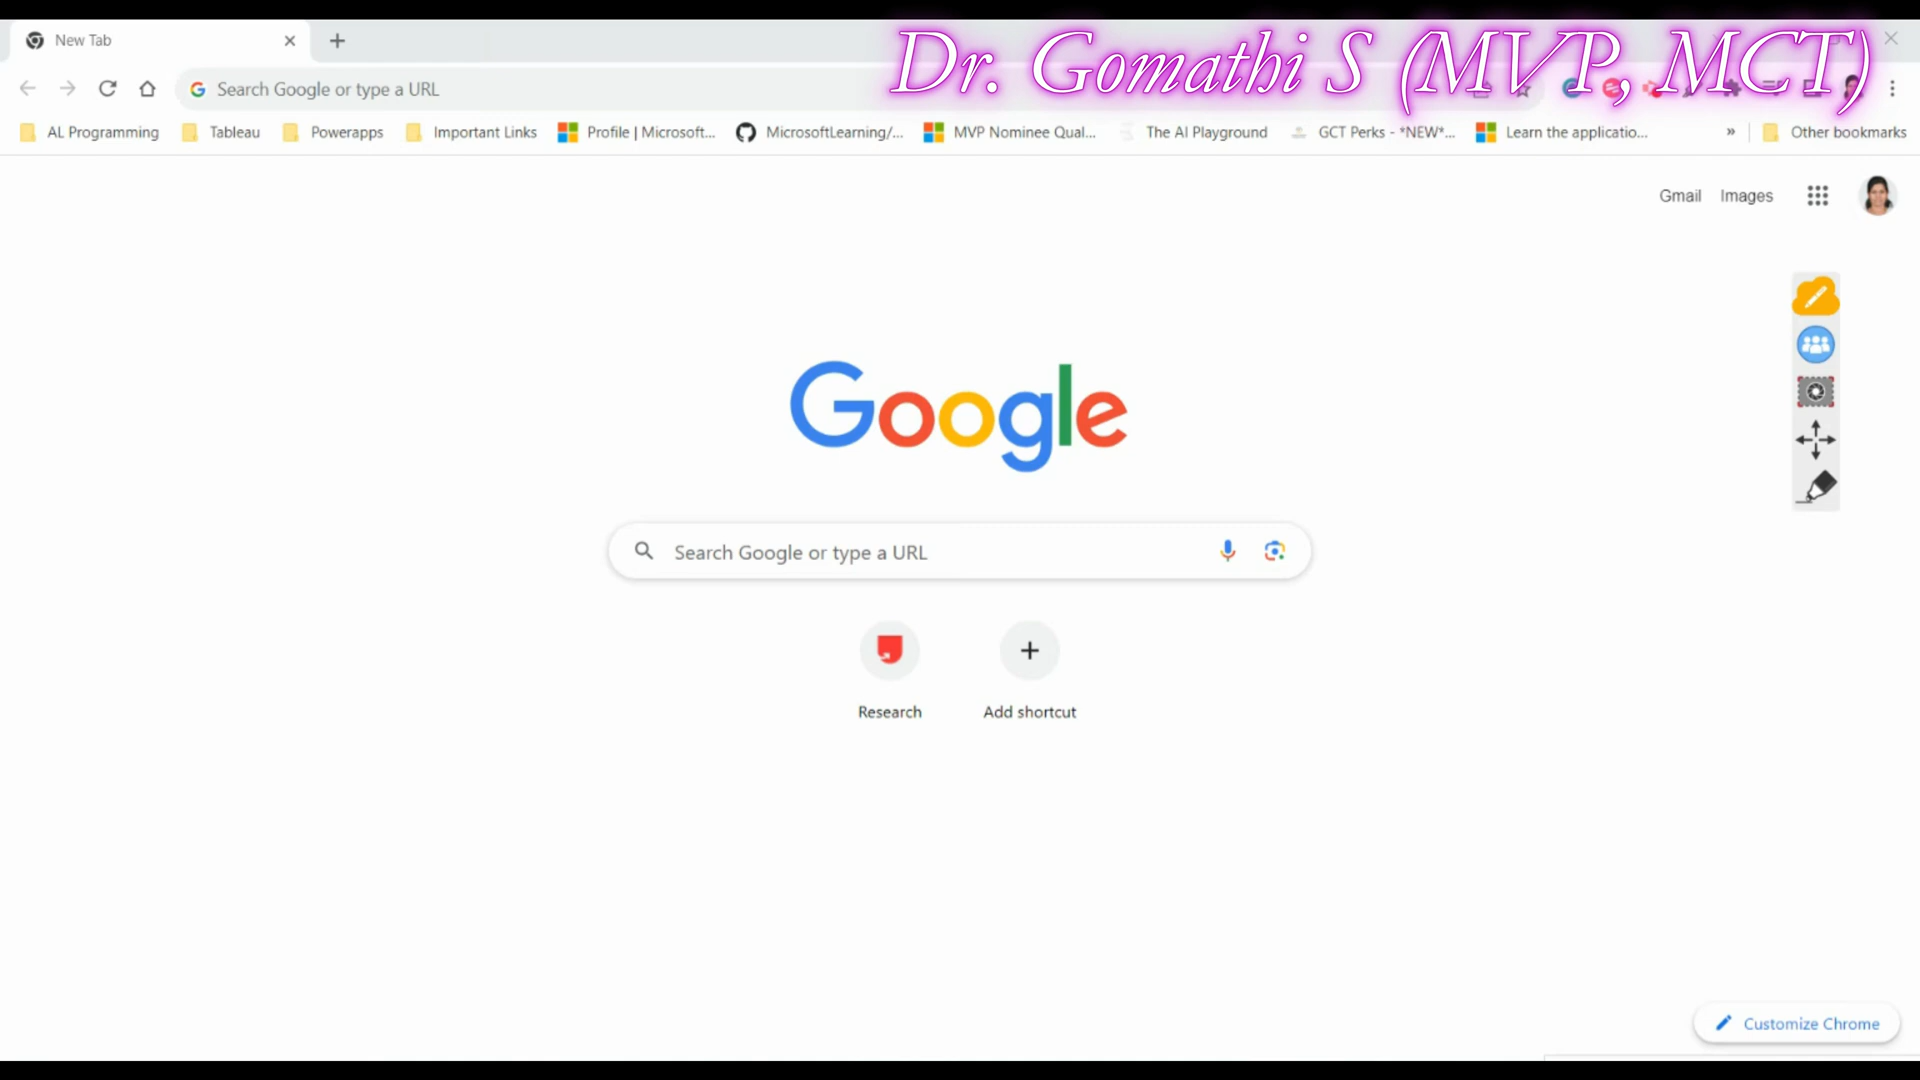 New Tab
Dr. Gomathi S (MVP, MCT)
Search Google or type a URL
AL Programming Tableau Powerapps Important Links Profile | Microsoft... MicrosoftLearning/... MVP Nominee Qual... The AI Playground GCT Perks - *NEW*... Learn the applicatio... » Other bookmarks
Gmail Images
Google
Search Google or type a URL
Research Add shortcut
Customize Chrome